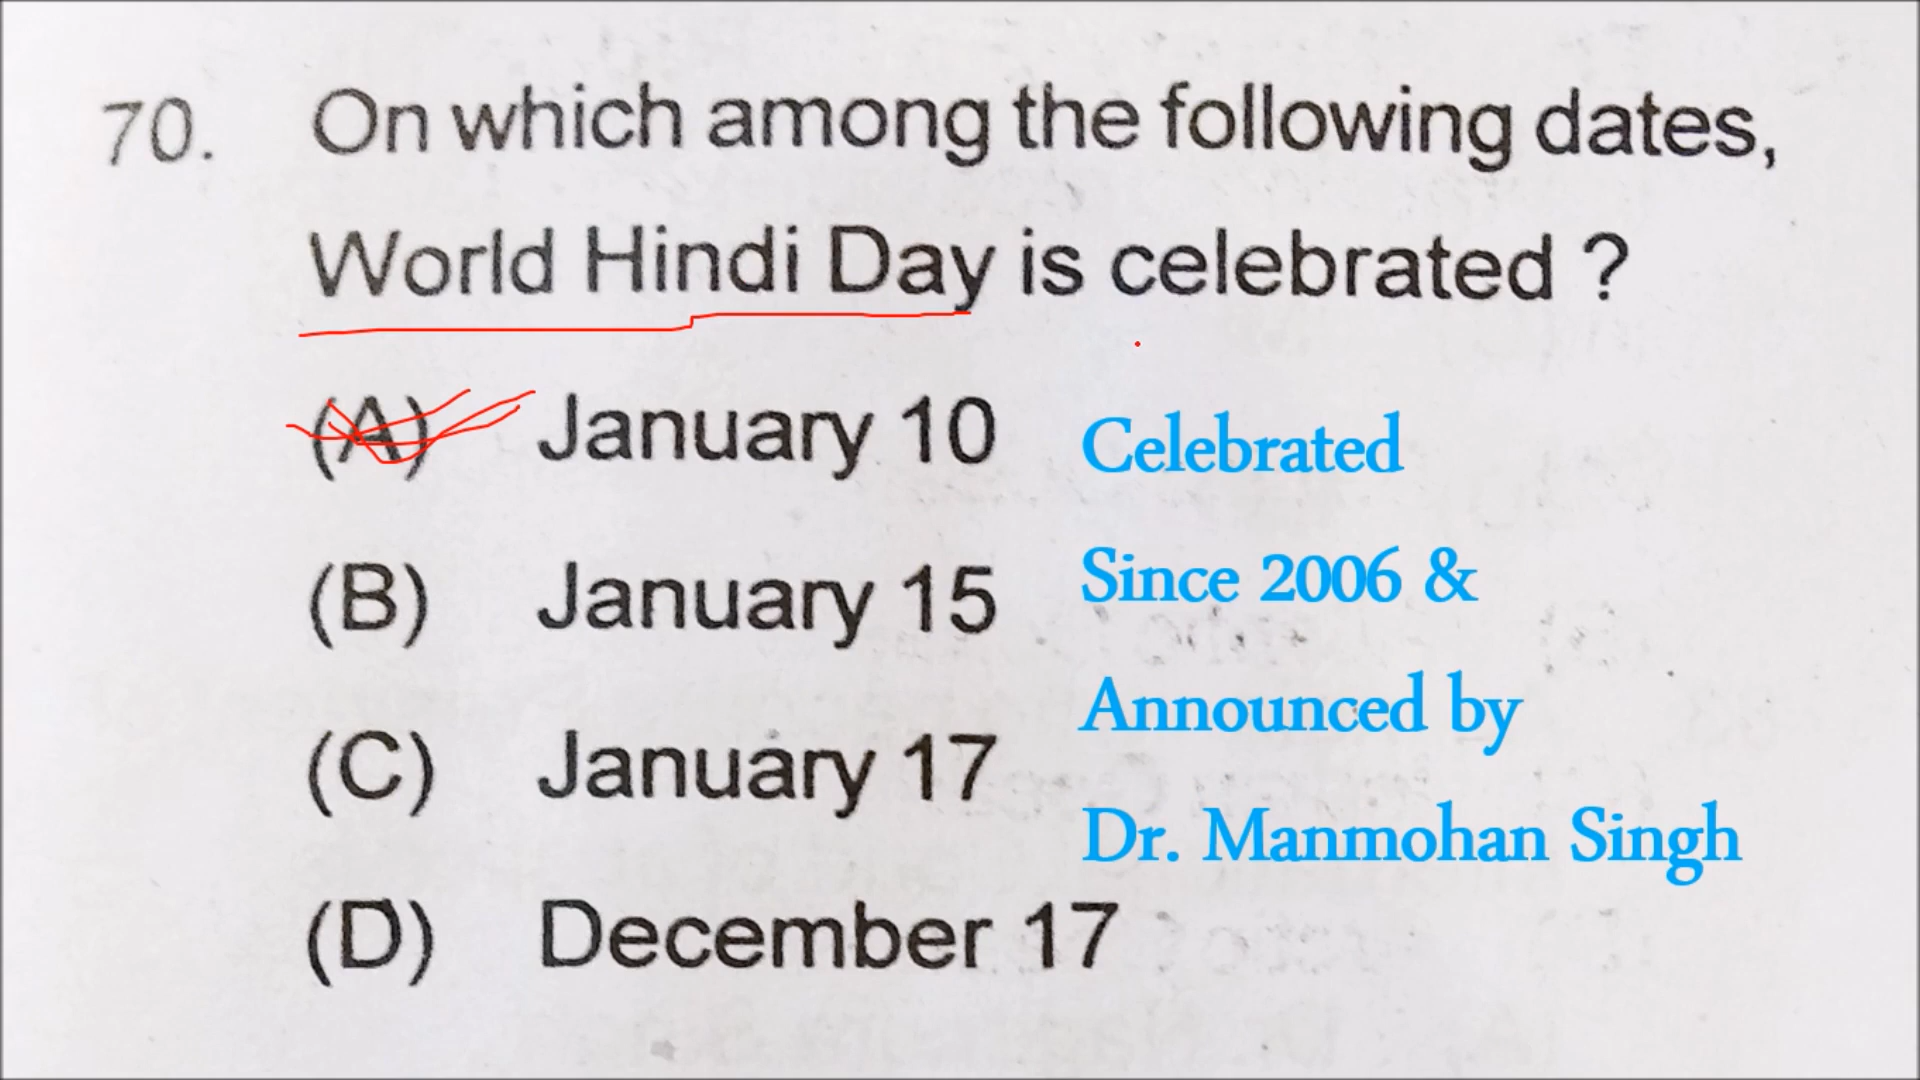 70. On which among the following dates,
World Hindi Day is celebrated ?
(A) January 10
(B) January 15
(C) January 17
(D) December 17
Celebrated
Since 2006 &
Announced by
Dr. Manmohan Singh